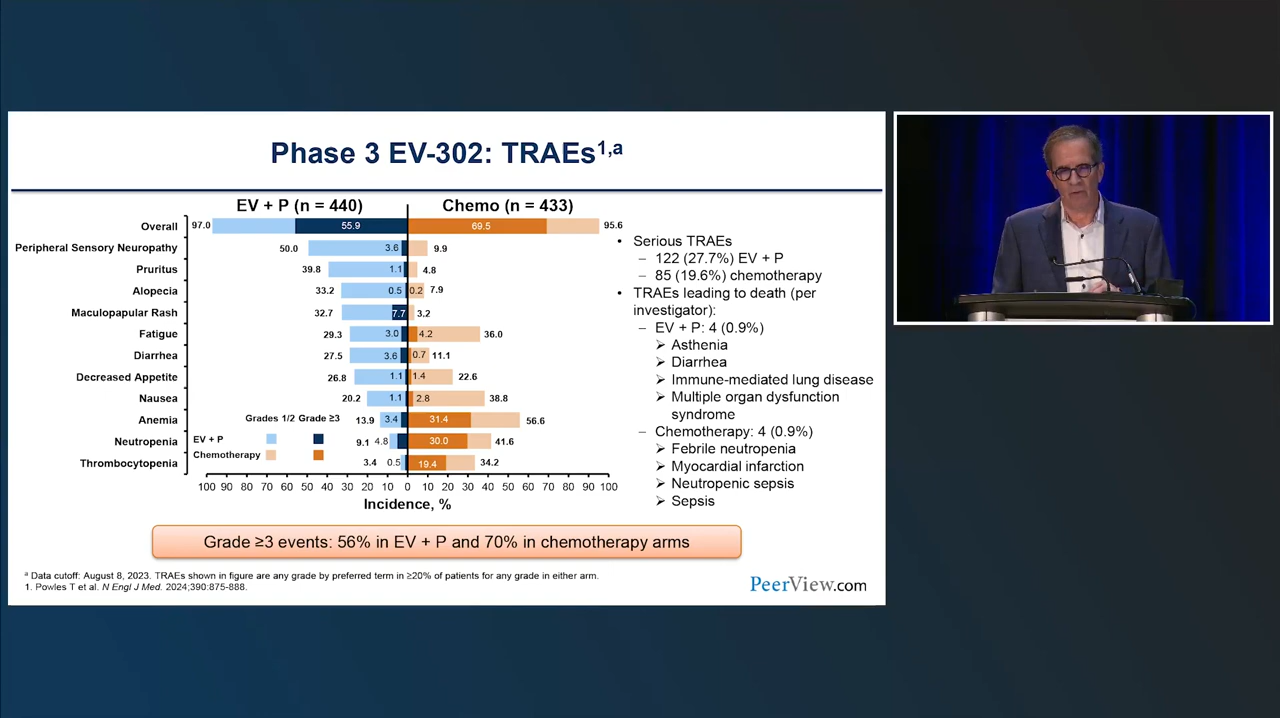 Phase 3 EV-302: TRAEs1,a
EV + P (n = 440)
Chemo (n = 433)
Overall 97.0 55.9 69.5 95.6
Peripheral Sensory Neuropathy 50.0 3.6 9.9
Pruritus 39.8 1.1 4.8
Alopecia 33.2 0.5 0.2 7.9
Maculopapular Rash 32.7 7.7 3.2
Fatigue 29.3 3.0 4.2 36.0
Diarrhea 27.5 3.6 0.7 11.1
Decreased Appetite 26.8 1.1 1.4 22.6
Nausea 20.2 1.1 2.8 38.8
Anemia 13.9 3.4 31.4 56.6
Neutropenia 9.1 4.8 30.0 41.6
Thrombocytopenia 3.4 0.5 19.4 34.2
Grades 1/2 Grade ≥3
EV + P
Chemotherapy
100 90 80 70 60 50 40 30 20 10 0 10 20 30 40 50 60 70 80 90 100
Incidence, %
• Serious TRAEs
– 122 (27.7%) EV + P
– 85 (19.6%) chemotherapy
• TRAEs leading to death (per
investigator):
– EV + P: 4 (0.9%)
➢ Asthenia
➢ Diarrhea
➢ Immune-mediated lung disease
➢ Multiple organ dysfunction
syndrome
– Chemotherapy: 4 (0.9%)
➢ Febrile neutropenia
➢ Myocardial infarction
➢ Neutropenic sepsis
➢ Sepsis
Grade ≥3 events: 56% in EV + P and 70% in chemotherapy arms
a Data cutoff: August 8, 2023. TRAEs shown in figure are any grade by preferred term in ≥20% of patients for any grade in either arm.
1. Powles T et al. N Engl J Med. 2024;390:875-888.
PeerView.com